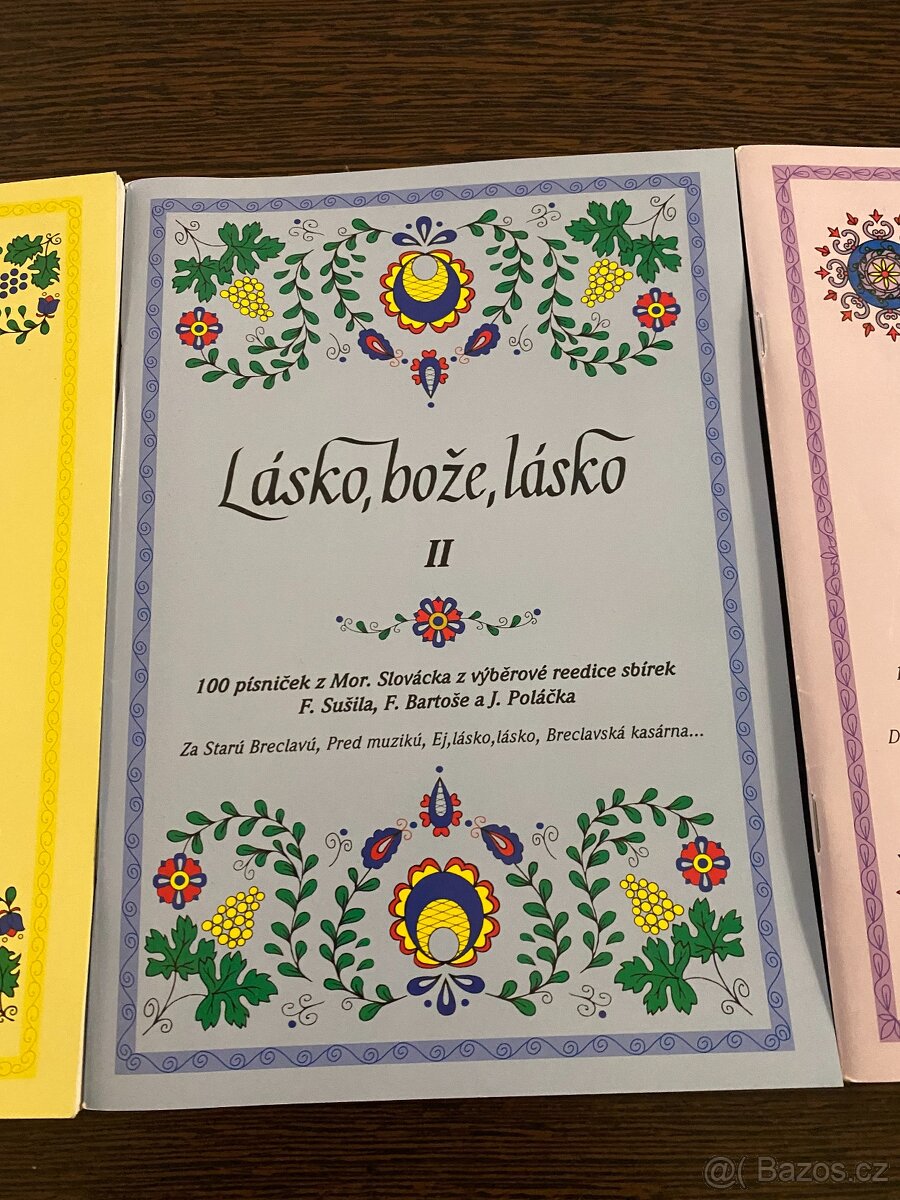 Lásko, bože, lásko
II
100 písniček z Mor. Slovácka z výběrové reedice sbírek
F. Sušila, F. Bartoše a J. Poláčka
Za Starú Breclavú, Pred muzikú, Ej,lásko,lásko, Breclavská kasárna...
D
@( Bazos.cz